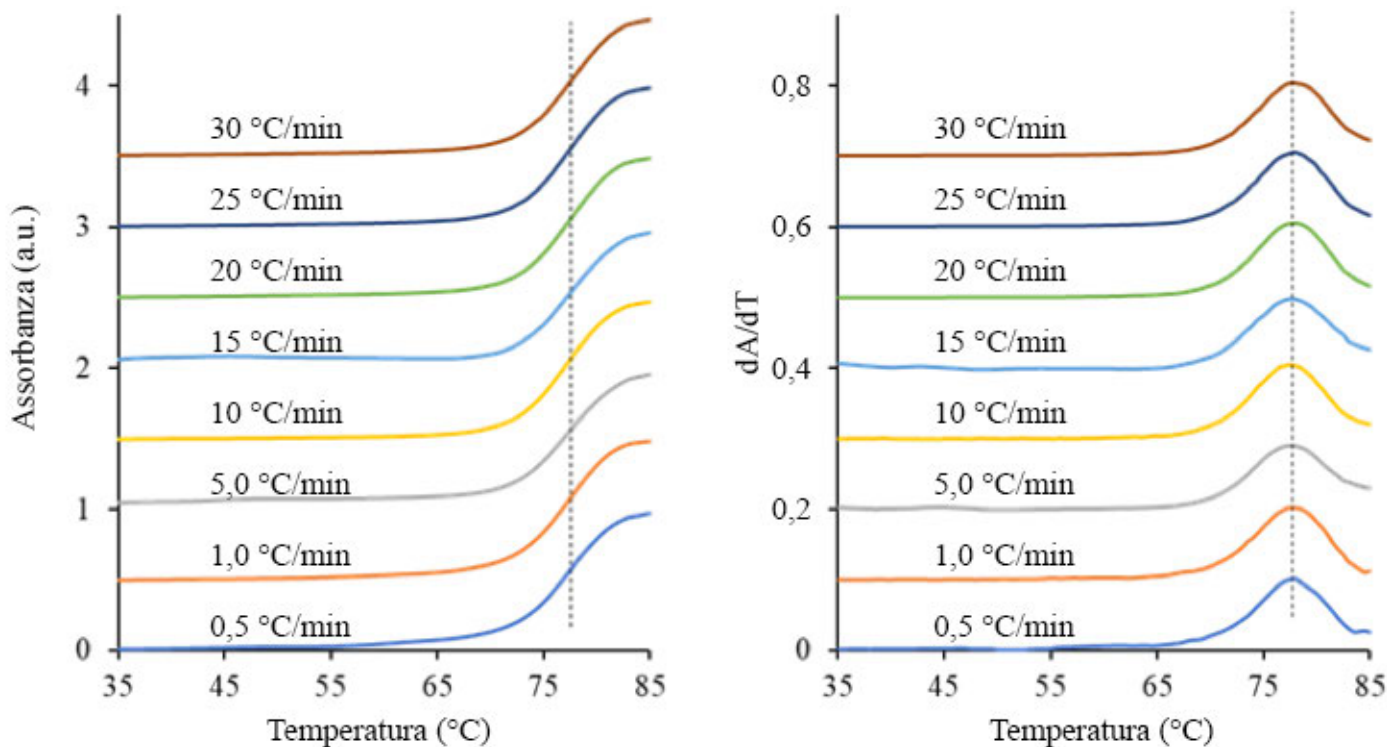 4
3
2
1
0
30 °C/min
25 °C/min
20 °C/min
15 °C/min
10 °C/min
5,0 °C/min
1,0 °C/min
0,5 °C/min
Assorbanza (a.u.)
35 45 55 65 75 85
Temperatura (°C)
0,8
0,6
0,4
0,2
0
30 °C/min
25 °C/min
20 °C/min
15 °C/min
10 °C/min
5,0 °C/min
1,0 °C/min
0,5 °C/min
dA/dT
35 45 55 65 75 85
Temperatura (°C)